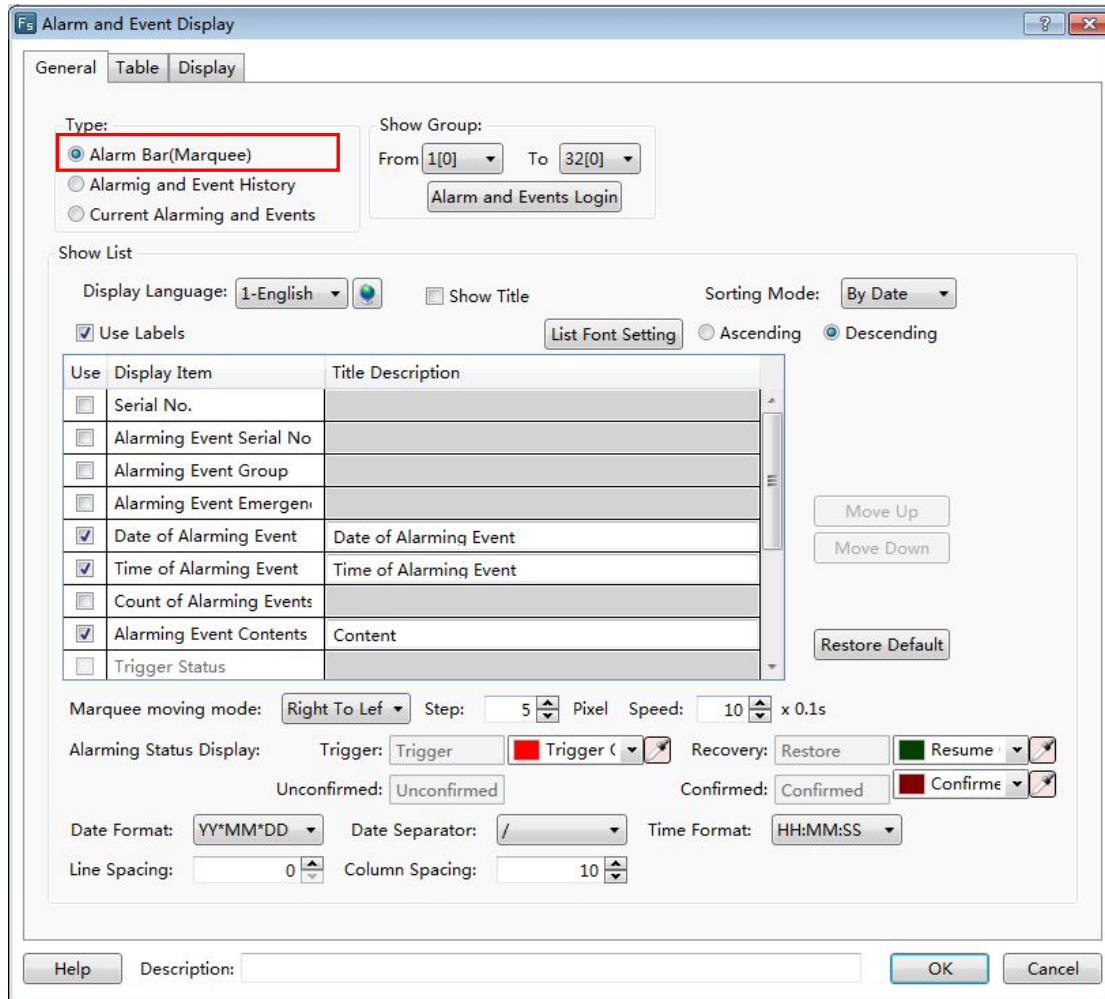 Fs Alarm and Event Display
General Table Display
Type:
Alarm Bar(Marquee)
Alarmig and Event History
Current Alarming and Events
Show Group:
From 1[0] To 32[0]
Alarm and Events Login
Show List
Display Language: 1-English Show Title Sorting Mode: By Date
Use Labels List Font Setting Ascending Descending
Use Display Item Title Description
Serial No.
Alarming Event Serial No
Alarming Event Group
Alarming Event Emergen
Date of Alarming Event Date of Alarming Event
Time of Alarming Event Time of Alarming Event
Count of Alarming Events
Alarming Event Contents Content
Trigger Status
Move Up
Move Down
Restore Default
Marquee moving mode: Right To Lef Step: 5 Pixel Speed: 10 x 0.1s
Alarming Status Display: Trigger: Trigger Trigger ( Recovery: Restore Resume
Unconfirmed: Unconfirmed Confirmed: Confirmed Confirme
Date Format: YY*MM*DD Date Separator: / Time Format: HH:MM:SS
Line Spacing: 0 Column Spacing: 10
Help Description: OK Cancel